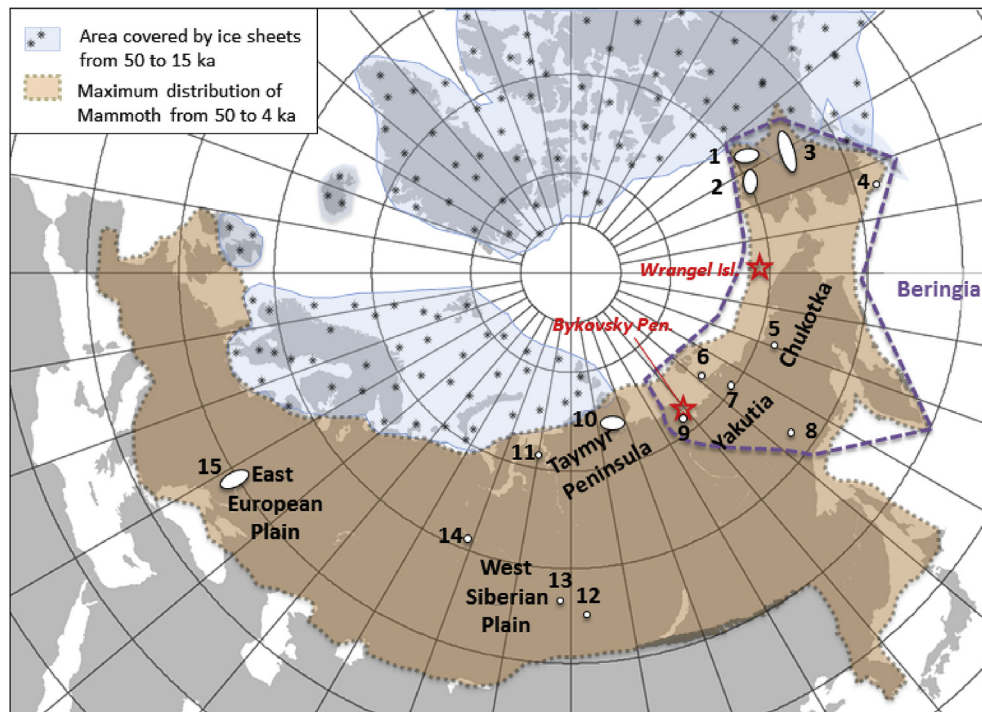 Area covered by ice sheets
from 50 to 15 ka
Maximum distribution of
Mammoth from 50 to 4 ka
1
2
3
4
Wrangel Isl.
Beringia
Bykovsky Pen.
5
Chukotka
6
7
Yakutia
8
9
10
Taymyr
Peninsula
11
15
East
European
Plain
14
West
Siberian
Plain
13
12